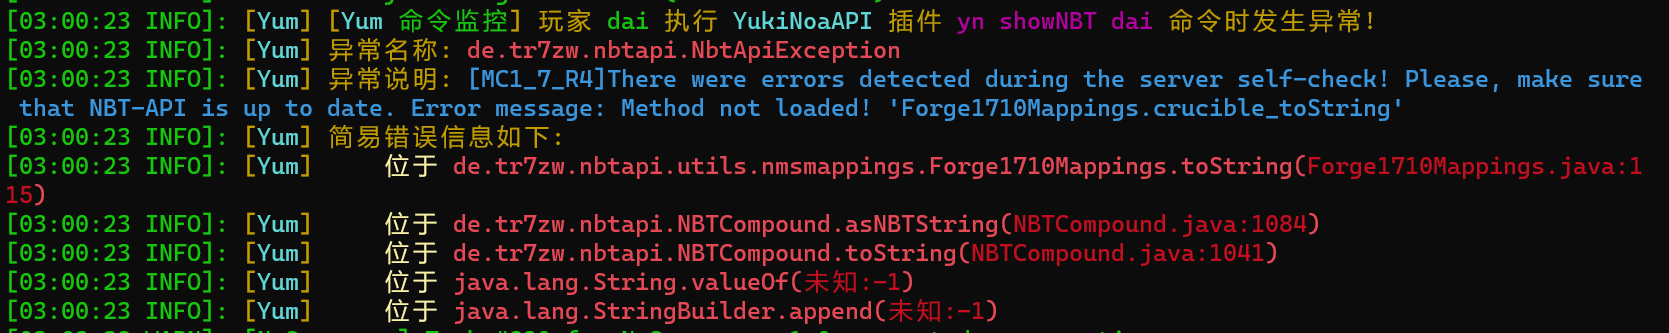 [03:00:23 INFO]: [Yum] [Yum 命令监控] 玩家 dai 执行 YukiNoaAPI 插件 yn showNBT dai 命令时发生异常!
[03:00:23 INFO]: [Yum] 异常名称: de.tr7zw.nbtapi.NbtApiException
[03:00:23 INFO]: [Yum] 异常说明: [MC1_7_R4]There were errors detected during the server self-check! Please, make sure
that NBT-API is up to date. Error message: Method not loaded! 'Forge1710Mappings.crucible_toString'
[03:00:23 INFO]: [Yum] 简易错误信息如下:
[03:00:23 INFO]: [Yum] 位于 de.tr7zw.nbtapi.utils.nmsmappings.Forge1710Mappings.toString(Forge1710Mappings.java:1
15)
[03:00:23 INFO]: [Yum] 位于 de.tr7zw.nbtapi.NBTCompound.asNBTString(NBTCompound.java:1084)
[03:00:23 INFO]: [Yum] 位于 de.tr7zw.nbtapi.NBTCompound.toString(NBTCompound.java:1041)
[03:00:23 INFO]: [Yum] 位于 java.lang.String.valueOf(未知:-1)
[03:00:23 INFO]: [Yum] 位于 java.lang.StringBuilder.append(未知:-1)